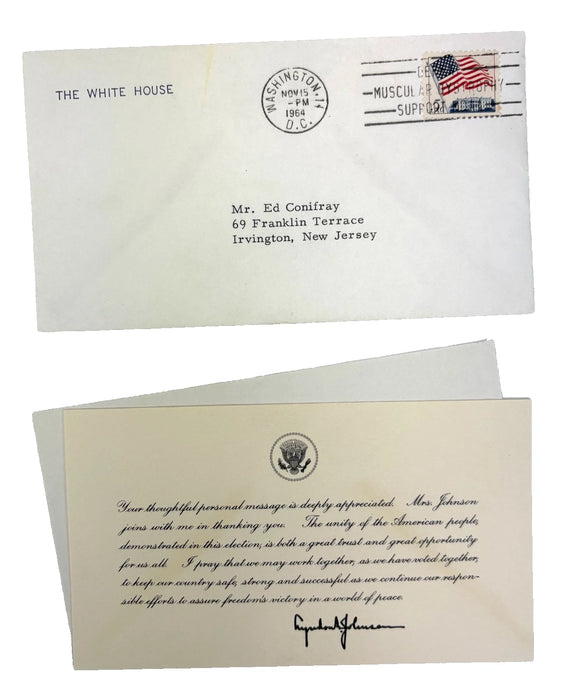 THE WHITE HOUSE
WASHINGTON,
NOV 15
-PM
1964
D.C.
MUSCULAR DYSTROPHY
SUPPORT
Mr. Ed Conifray
69 Franklin Terrace
Irvington, New Jersey
Your thoughtful personal message is deeply appreciated. Mrs. Johnson
joins with me in thanking you. The unity of the American people,
demonstrated in this election, is both a great trust and great opportunity
for us all. I pray that we may work together, as we have voted together,
to keep our country safe, strong and successful as we continue our respon-
sible efforts to assure freedom's victory in a world of peace.
Lyndon B. Johnson